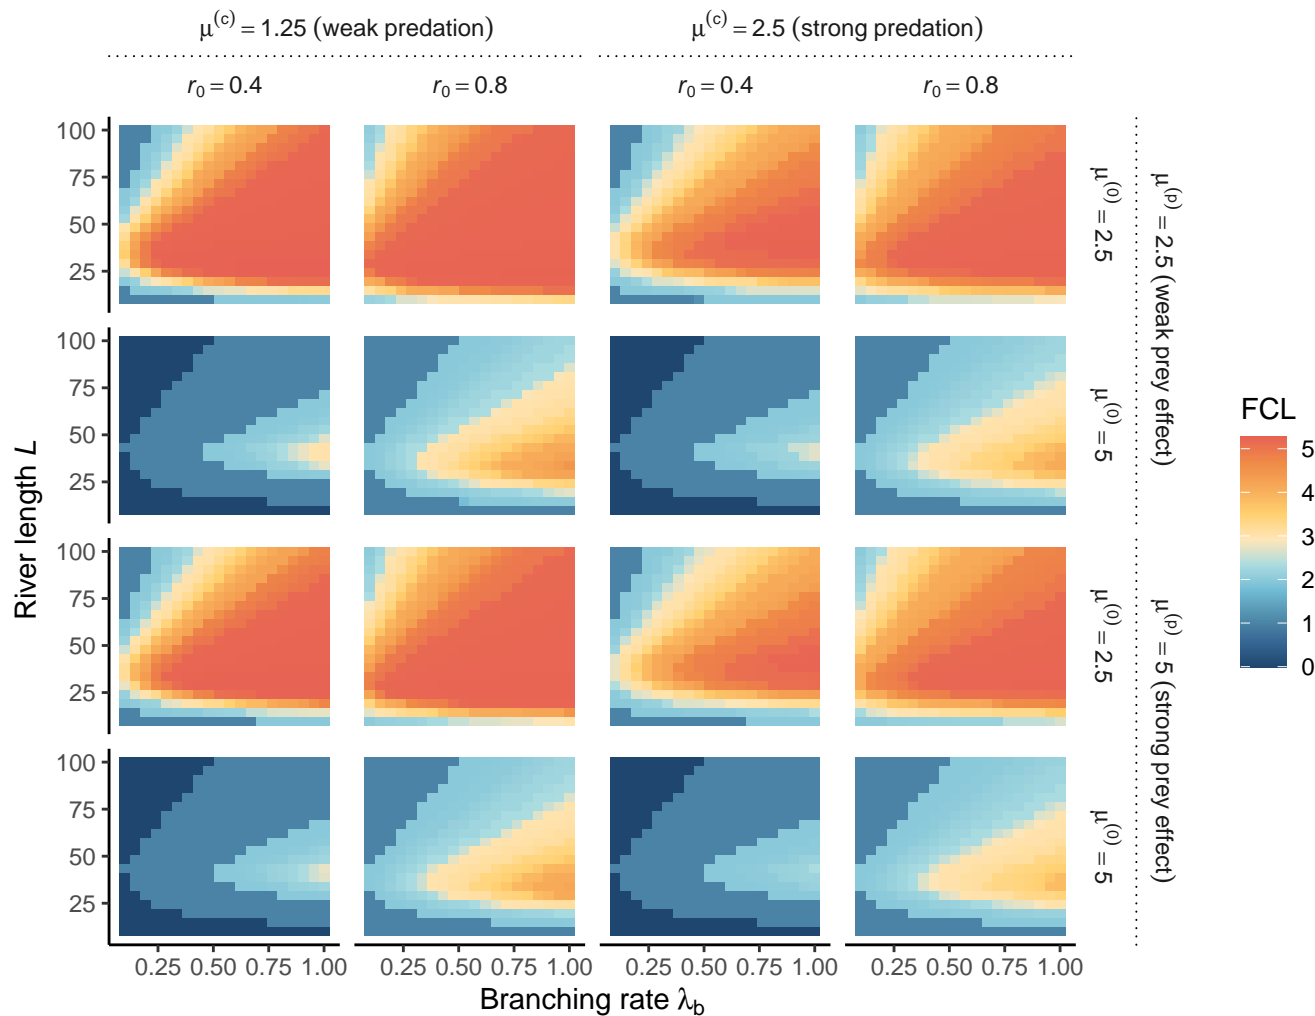 μ(c) = 1.25 (weak predation)
μ(c) = 2.5 (strong predation)
r0 = 0.4
r0 = 0.8
r0 = 0.4
r0 = 0.8
100
75
50
25
100
75
50
25
100
75
50
25
100
75
50
25
River length L
0.25 0.50 0.75 1.00
0.25 0.50 0.75 1.00
0.25 0.50 0.75 1.00
0.25 0.50 0.75 1.00
Branching rate λb
μ(0) = 2.5
μ(0) = 5
μ(0) = 2.5
μ(0) = 5
μ(p) = 2.5 (weak prey effect)
μ(p) = 5 (strong prey effect)
FCL
5
4
3
2
1
0